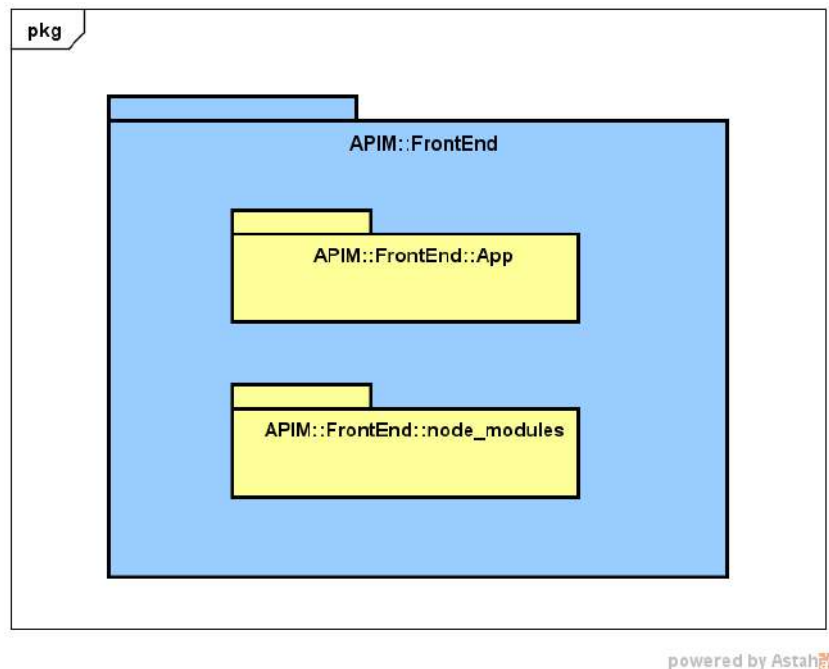 pkg
APIM::FrontEnd
APIM::FrontEnd::App
APIM::FrontEnd::node_modules
powered by Astah